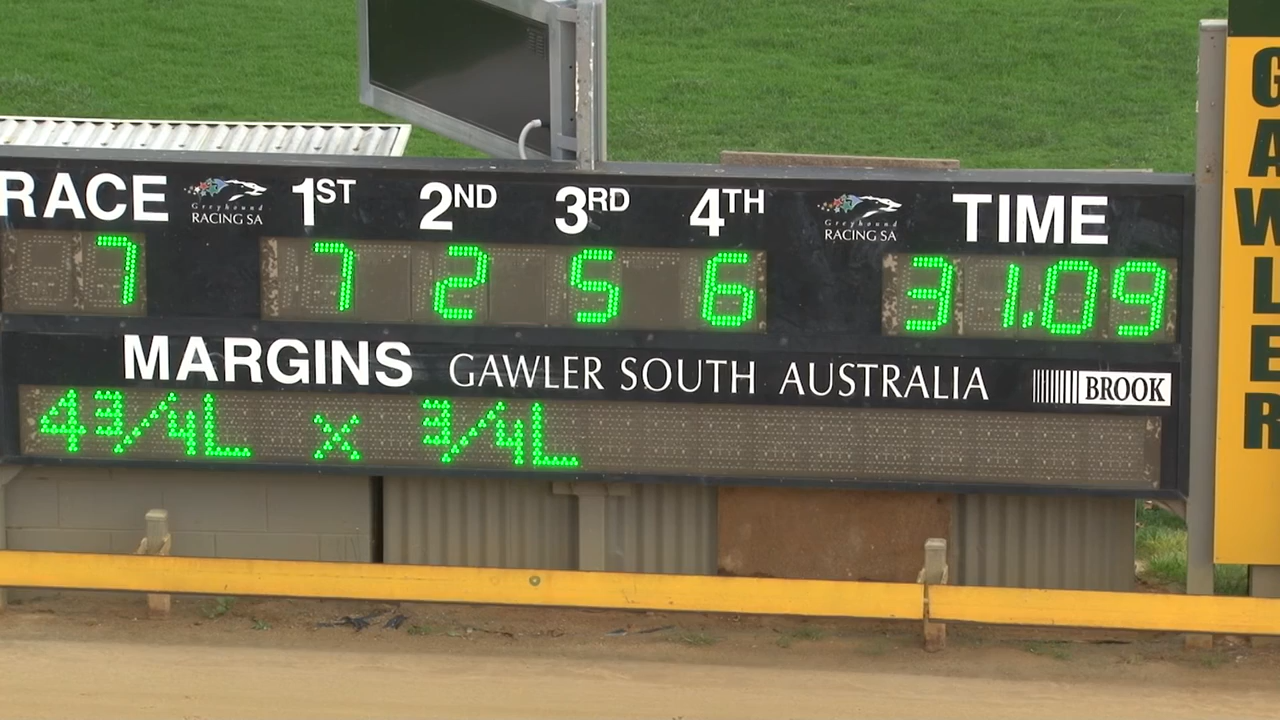 RACE Greyhound RACING SA 1ST 2ND 3RD 4TH Greyhound RACING SA TIME
7 7 2 5 6 31.09
MARGINS GAWLER SOUTH AUSTRALIA BROOK
4 3/4L x 3/4L
GAWLER